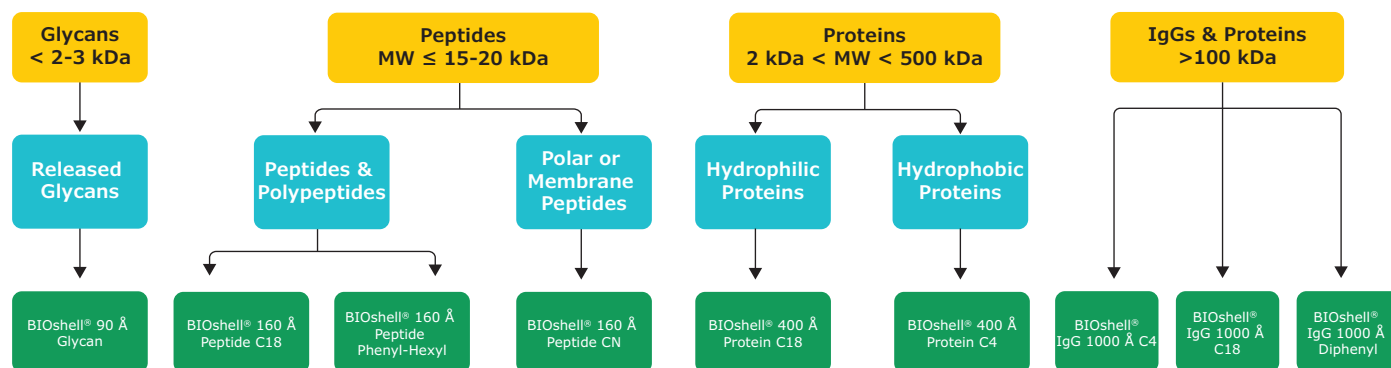 Glycans
< 2-3 kDa
Peptides
MW ≤ 15-20 kDa
Proteins
2 kDa < MW < 500 kDa
IgGs & Proteins
>100 kDa
Released
Glycans
Peptides &
Polypeptides
Polar or
Membrane
Peptides
Hydrophilic
Proteins
Hydrophobic
Proteins
BIOshell® 90 Å
Glycan
BIOshell® 160 Å
Peptide C18
BIOshell® 160 Å
Peptide
Phenyl-Hexyl
BIOshell® 160 Å
Peptide CN
BIOshell® 400 Å
Protein C18
BIOshell® 400 Å
Protein C4
BIOshell®
IgG 1000 Å C4
BIOshell®
IgG 1000 Å
C18
BIOshell®
IgG 1000 Å
Diphenyl